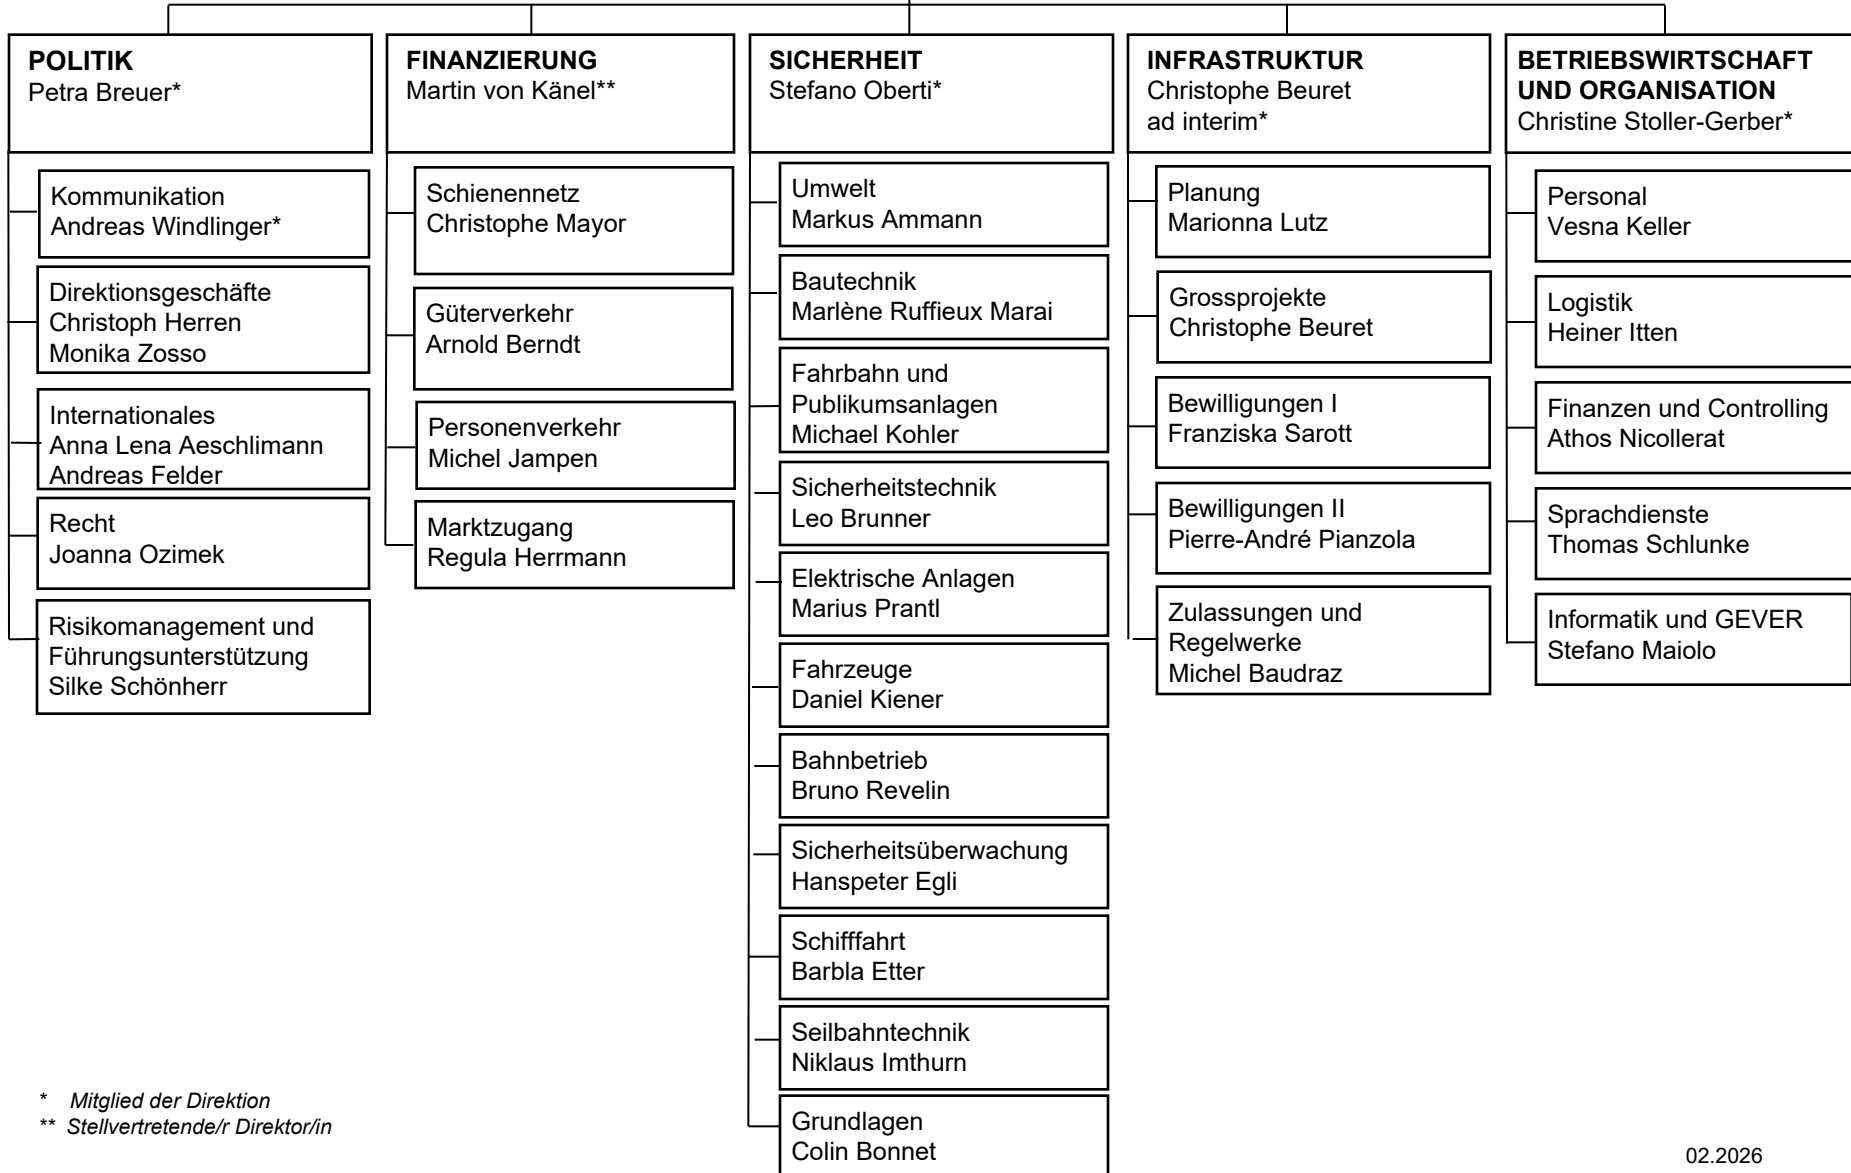 POLITIK
Petra Breuer*
Kommunikation
Andreas Windlinger*
Direktionsgeschäfte
Christoph Herren
Monika Zosso
Internationales
Anna Lena Aeschlimann
Andreas Felder
Recht
Joanna Ozimek
Risikomanagement und
Führungsunterstützung
Silke Schönherr
FINANZIERUNG
Martin von Känel**
Schienennetz
Christophe Mayor
Güterverkehr
Arnold Berndt
Personenverkehr
Michel Jampen
Marktzugang
Regula Herrmann
SICHERHEIT
Stefano Oberti*
Umwelt
Markus Ammann
Bautechnik
Marlène Ruffieux Marai
Fahrbahn und
Publikumsanlagen
Michael Kohler
Sicherheitstechnik
Leo Brunner
Elektrische Anlagen
Marius Prantl
Fahrzeuge
Daniel Kiener
Bahnbetrieb
Bruno Revelin
Sicherheitsüberwachung
Hanspeter Egli
Schifffahrt
Barbla Etter
Seilbahntechnik
Niklaus Imthurn
Grundlagen
Colin Bonnet
INFRASTRUKTUR
Christophe Beuret
ad interim*
Planung
Marionna Lutz
Grossprojekte
Christophe Beuret
Bewilligungen I
Franziska Sarott
Bewilligungen II
Pierre-André Pianzola
Zulassungen und
Regelwerke
Michel Baudraz
BETRIEBSWIRTSCHAFT
UND ORGANISATION
Christine Stoller-Gerber*
Personal
Vesna Keller
Logistik
Heiner Itten
Finanzen und Controlling
Athos Nicollerat
Sprachdienste
Thomas Schlunke
Informatik und GEVER
Stefano Maiolo
* Mitglied der Direktion
** Stellvertretende/r Direktor/in
02.2026